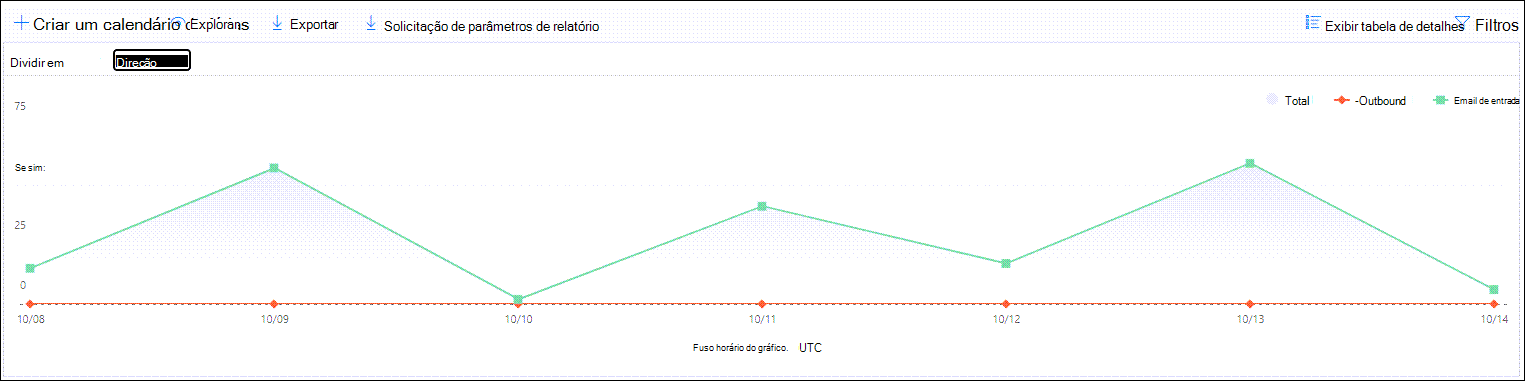 Criar um calendário
Explorar
Exportar
Solicitação de parâmetros de relatório
Exibir tabela de detalhes
Filtros
Dividir em
Direção
Total
-Outbound
Email de entrada
75
Se sim:
25
0
10/08
10/09
10/10
10/11
10/12
10/13
10/14
Fuso horário do gráfico.
UTC